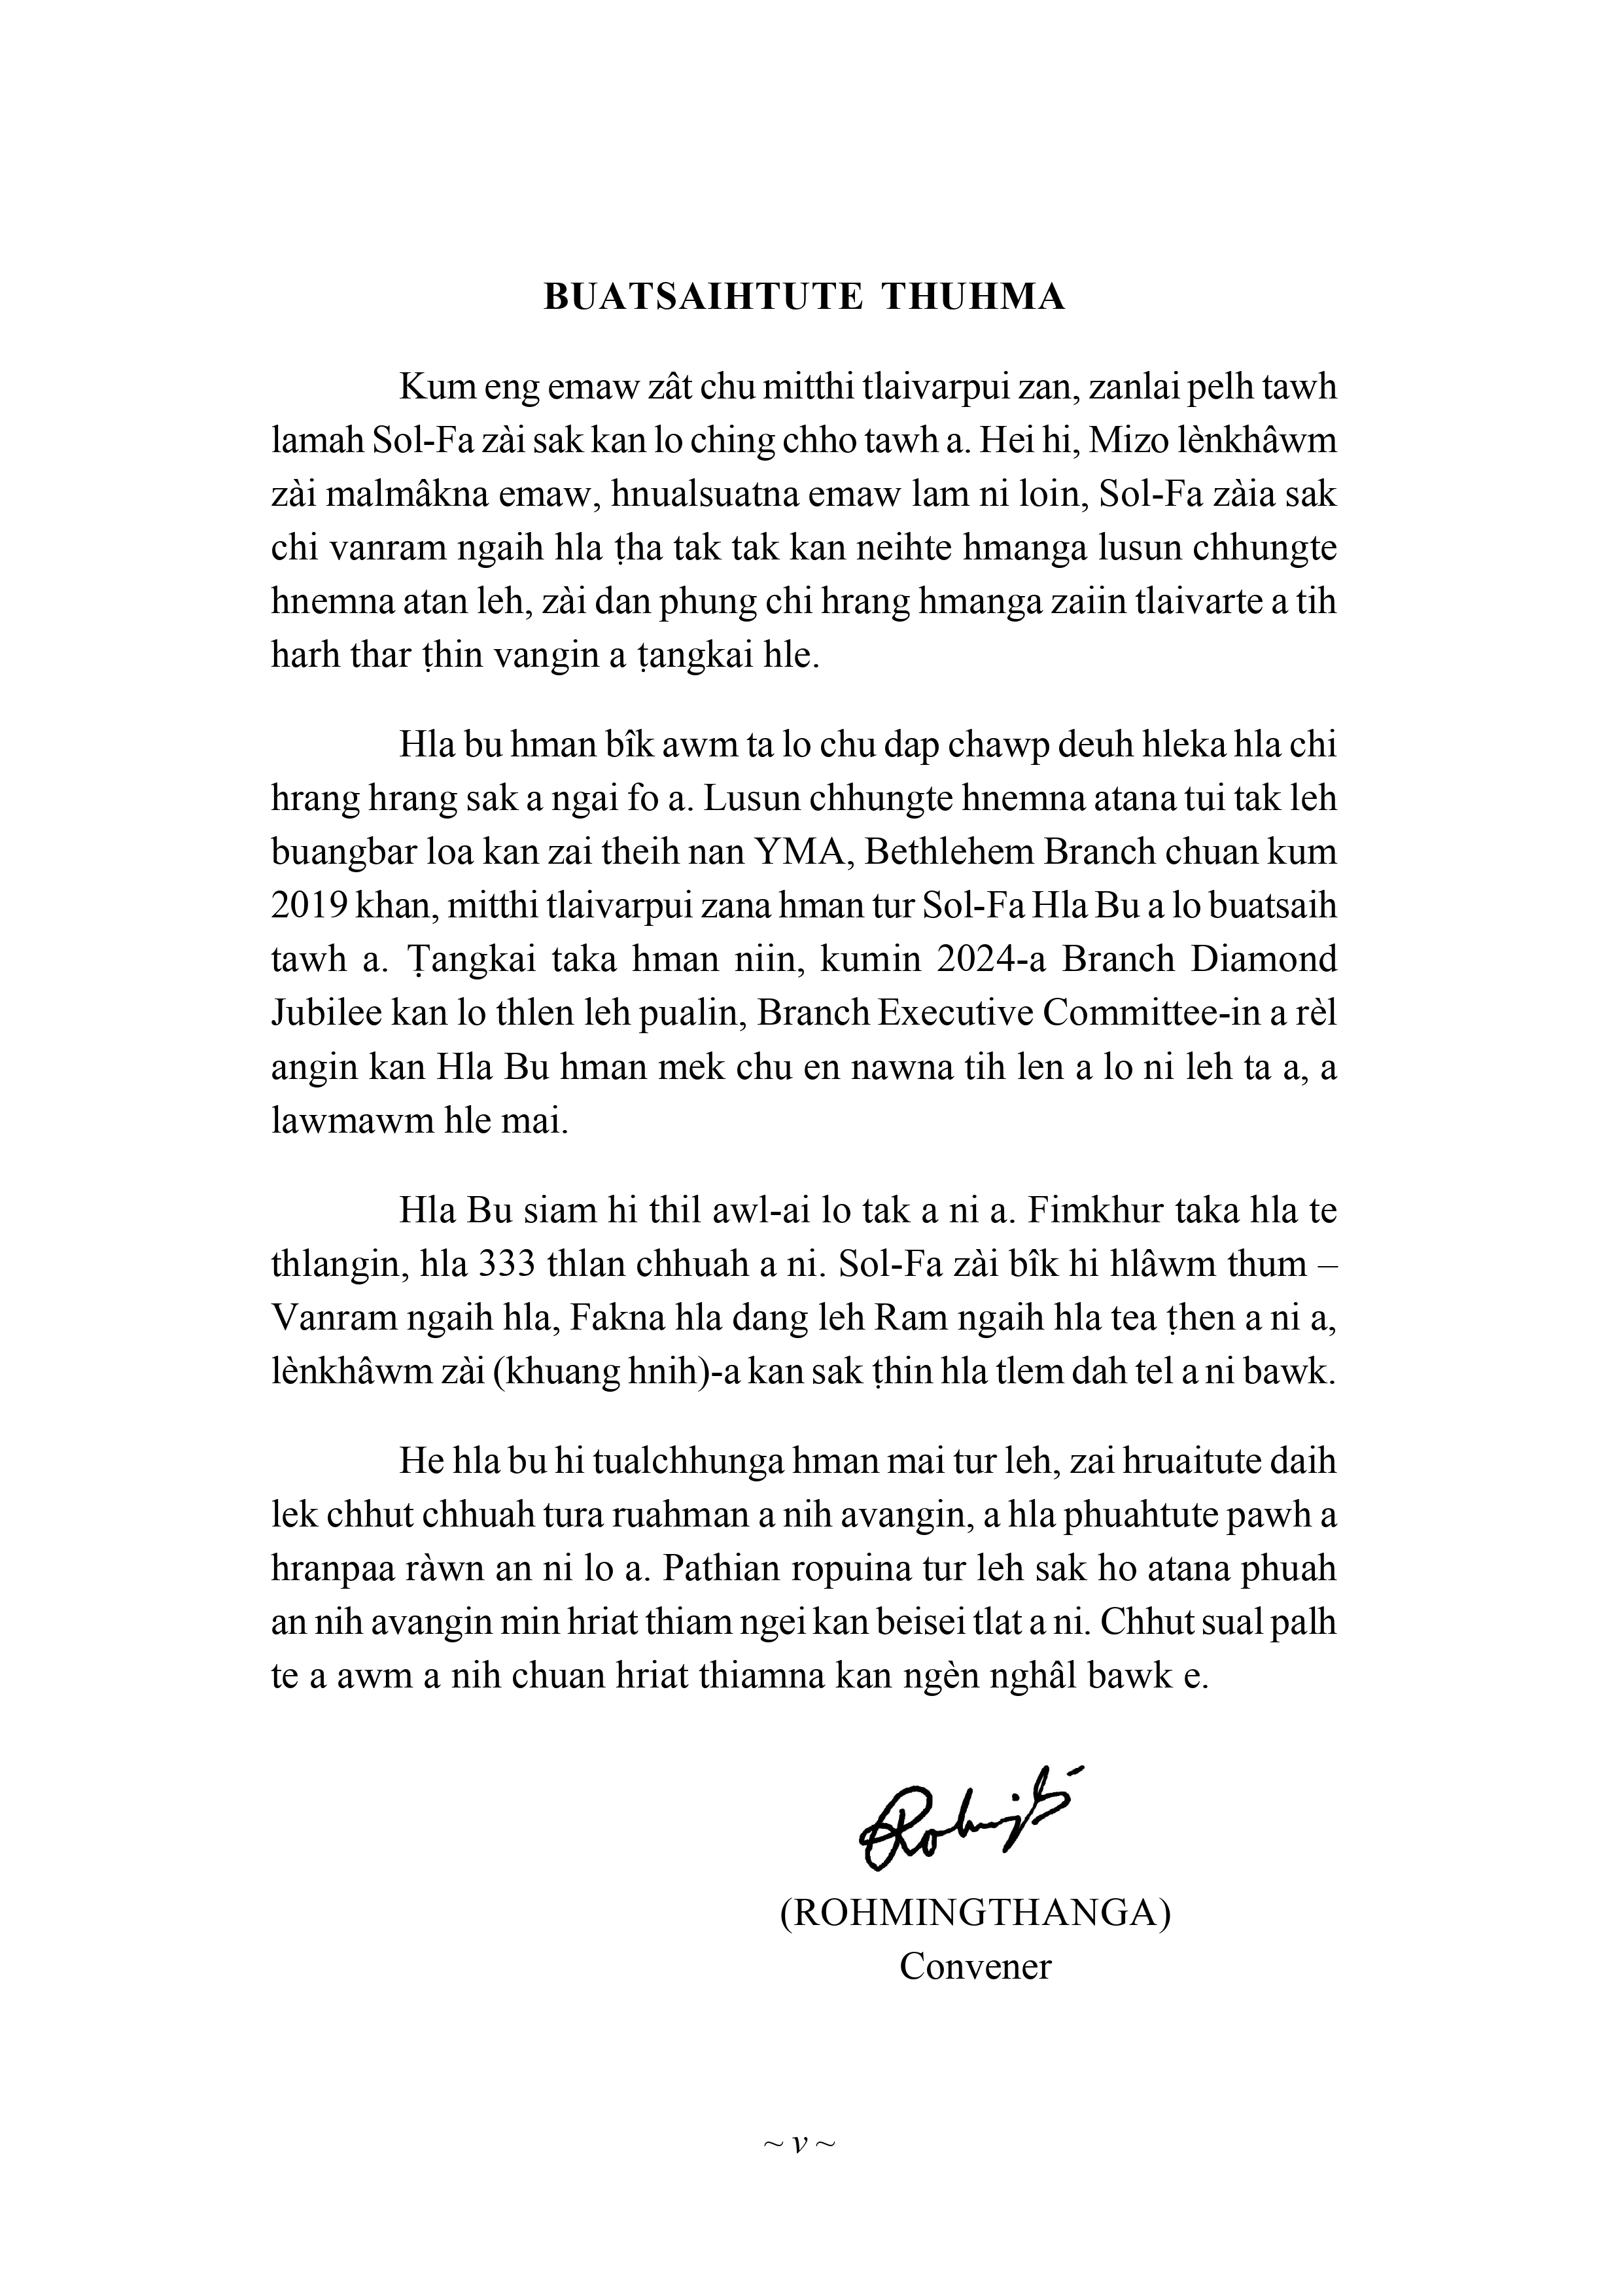 BUATSAIHTUTE THUHMA
Kum eng emaw zât chu mitthi tlaivarpui zan, zanlai pelh tawh
lamah Sol-Fa zài sak kan lo ching chho tawh a. Hei hi, Mizo lènkhâwm
zài malmâkna emaw, hnualsuatna emaw lam ni loin, Sol-Fa zàia sak
chi vanram ngaih hla ṭha tak tak kan neihte hmanga lusun chhungte
hnemna atan leh, zài dan phung chi hrang hmanga zaiin tlaivarte a tih
harh thar ṭhin vangin a ṭangkai hle.
Hla bu hman bîk awm ta lo chu dap chawp deuh hleka hla chi
hrang hrang sak a ngai fo a. Lusun chhungte hnemna atana tui tak leh
buangbar loa kan zai theih nan YMA, Bethlehem Branch chuan kum
2019 khan, mitthi tlaivarpui zana hman tur Sol-Fa Hla Bu a lo buatsaih
tawh a. Ṭangkai taka hman niin, kumin 2024-a Branch Diamond
Jubilee kan lo thlen leh pualin, Branch Executive Committee-in a rèl
angin kan Hla Bu hman mek chu en nawna tih len a lo ni leh ta a, a
lawmawm hle mai.
Hla Bu siam hi thil awl-ai lo tak a ni a. Fimkhur taka hla te
thlangin, hla 333 thlan chhuah a ni. Sol-Fa zài bîk hi hlâwm thum –
Vanram ngaih hla, Fakna hla dang leh Ram ngaih hla tea ṭhen a ni a,
lènkhâwm zài (khuang hnih)-a kan sak ṭhin hla tlem dah tel a ni bawk.
He hla bu hi tualchhunga hman mai tur leh, zai hruaitute daih
lek chhut chhuah tura ruahman a nih avangin, a hla phuahtute pawh a
hranpaa ràwn an ni lo a. Pathian ropuina tur leh sak ho atana phuah
an nih avangin min hriat thiam ngei kan beisei tlat a ni. Chhut sual palh
te a awm a nih chuan hriat thiamna kan ngèn nghâl bawk e.
(ROHMINGTHANGA)
Convener
~ v ~